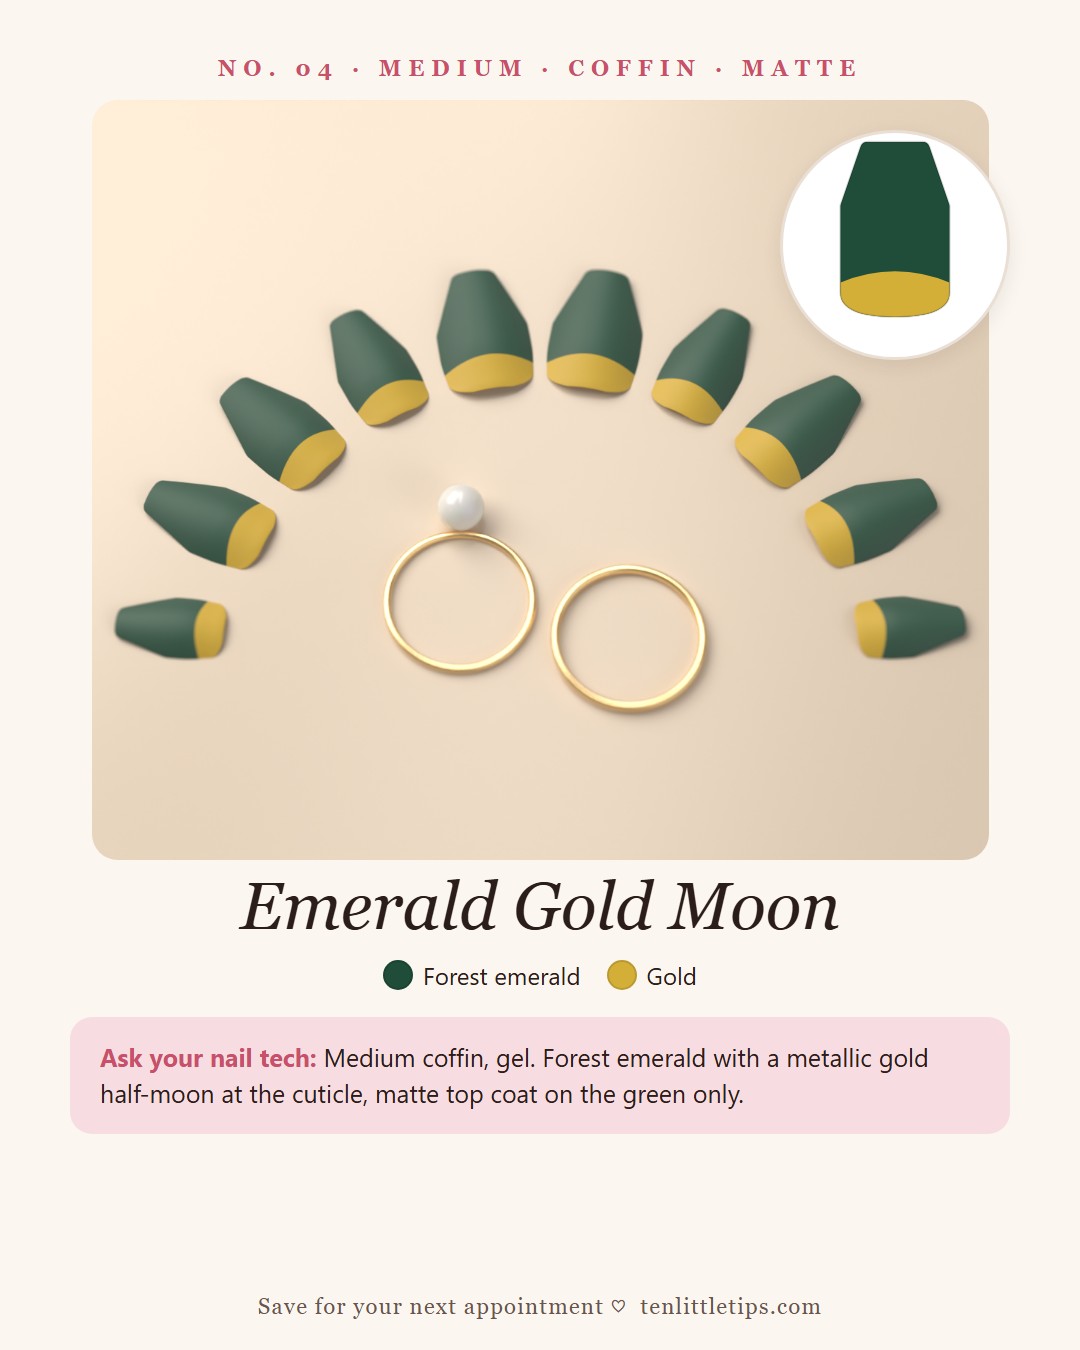 NO. 04 · MEDIUM · COFFIN · MATTE
Emerald Gold Moon
Forest emerald Gold
Ask your nail tech: Medium coffin, gel. Forest emerald with a metallic gold
half-moon at the cuticle, matte top coat on the green only.
Save for your next appointment ♡ tenlittletips.com